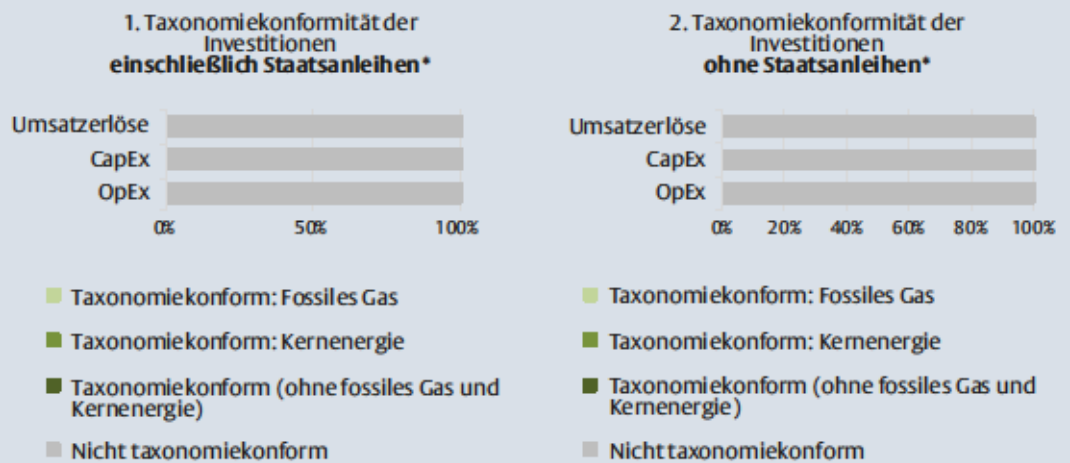 1. Taxonomiekonformität der
Investitionen
einschließlich Staatsanleihen*
Umsatzerlöse
CapEx
OpEx
0% 50% 100%
Taxonomiekonform: Fossiles Gas
Taxonomiekonform: Kernenergie
Taxonomiekonform (ohne fossiles Gas und
Kernenergie)
Nicht taxonomiekonform
2. Taxonomiekonformität der
Investitionen
ohne Staatsanleihen*
Umsatzerlöse
CapEx
OpEx
0% 20% 40% 60% 80% 100%
Taxonomiekonform: Fossiles Gas
Taxonomiekonform: Kernenergie
Taxonomiekonform (ohne fossiles Gas und
Kernenergie)
Nicht taxonomiekonform